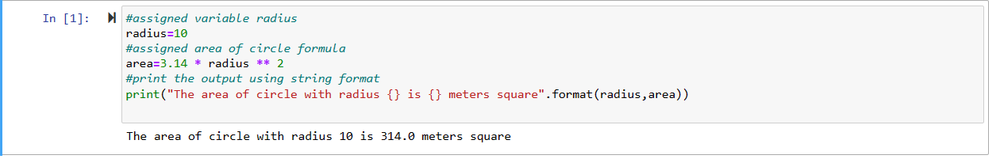 In [1]:
#assigned variable radius
radius=10
#assigned area of circle formula
area=3.14 * radius ** 2
#print the output using string format
print("The area of circle with radius {} is {} meters square".format(radius,area))
The area of circle with radius 10 is 314.0 meters square